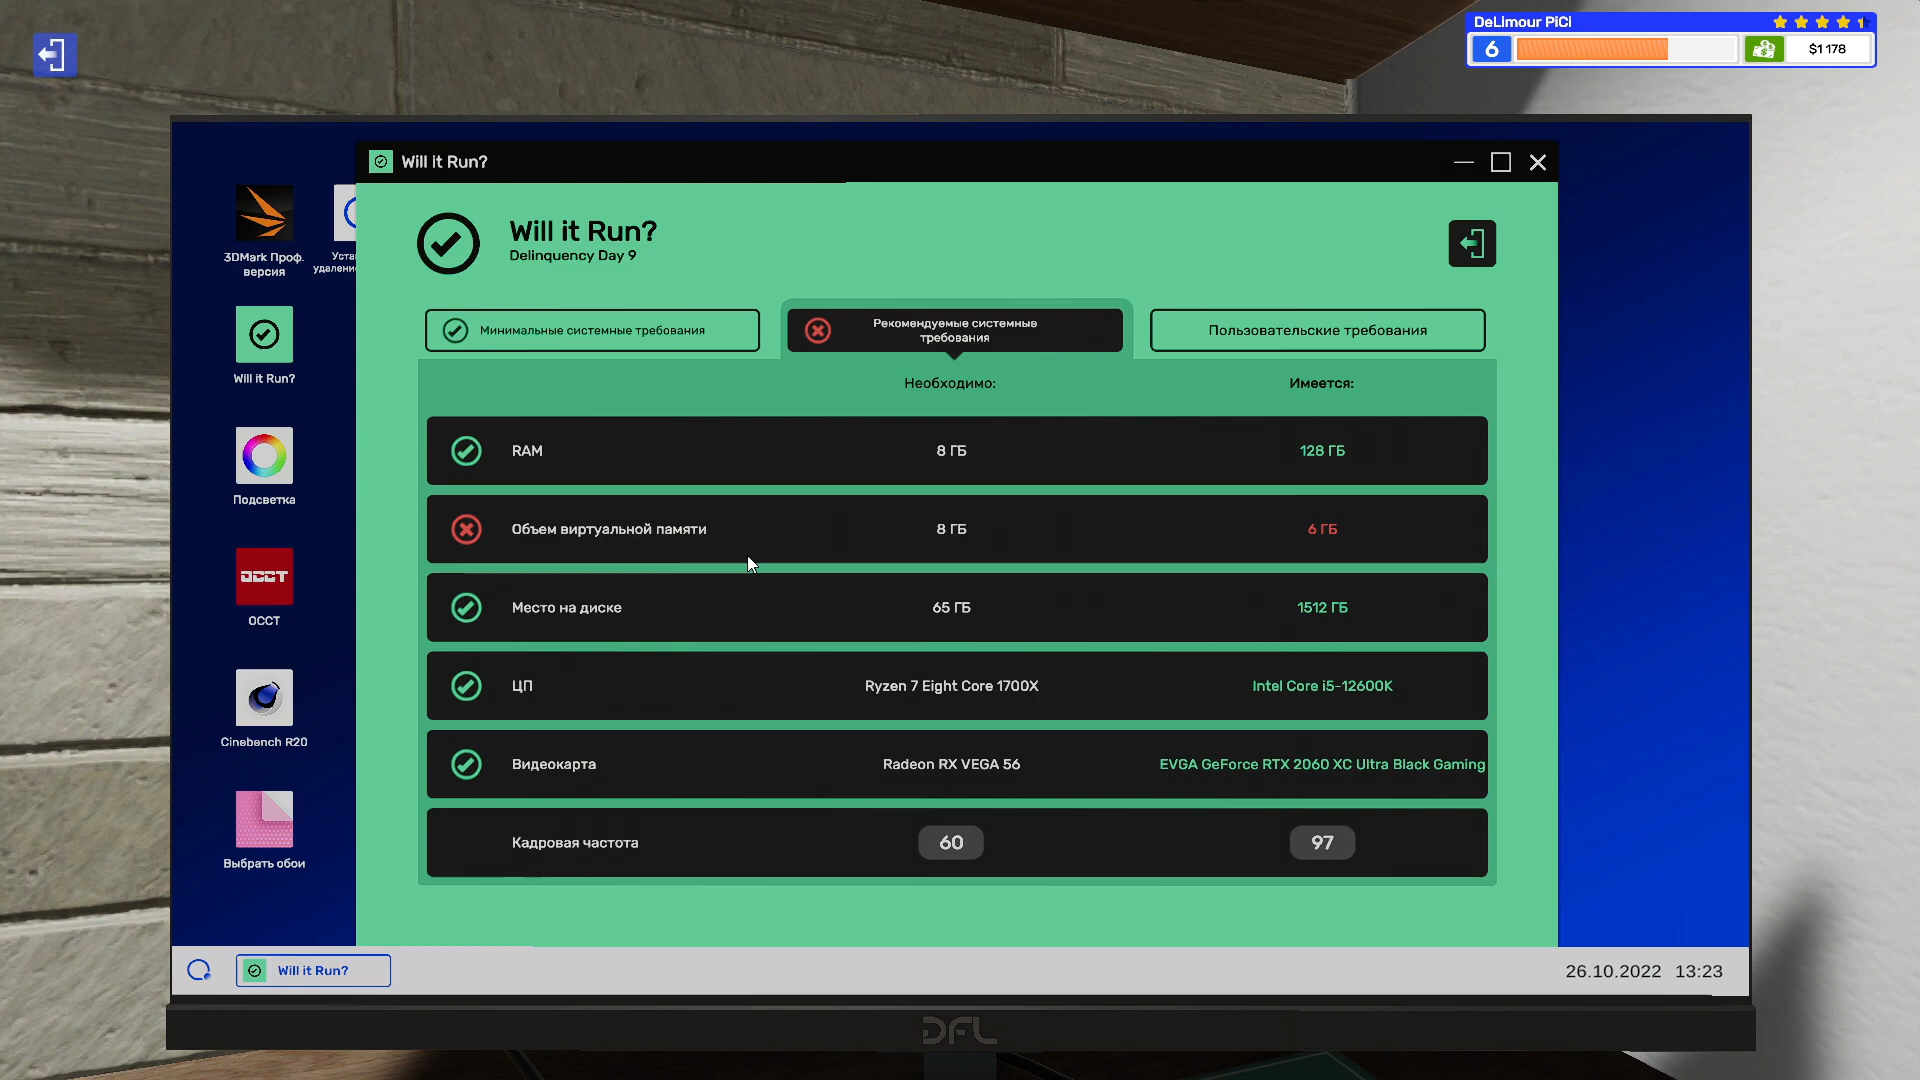 DeLimour PiCi
6
$1 178
Will it Run?
3DMark Проф.
версия
Уста
удалени
Will it Run?
Подсветка
OCCT
OCCT
Cinebench R20
Выбрать обои
Will it Run?
Delinquency Day 9
Минимальные системные требования
Рекомендуемые системные
требования
Пользовательские требования
Необходимо:
Имеется:
RAM
8 ГБ
128 ГБ
Объем виртуальной памяти
8 ГБ
6 ГБ
Место на диске
65 ГБ
1512 ГБ
ЦП
Ryzen 7 Eight Core 1700X
Intel Core i5-12600K
Видеокарта
Radeon RX VEGA 56
EVGA GeForce RTX 2060 XC Ultra Black Gaming
Кадровая частота
60
97
Will it Run?
26.10.2022 13:23
DFL